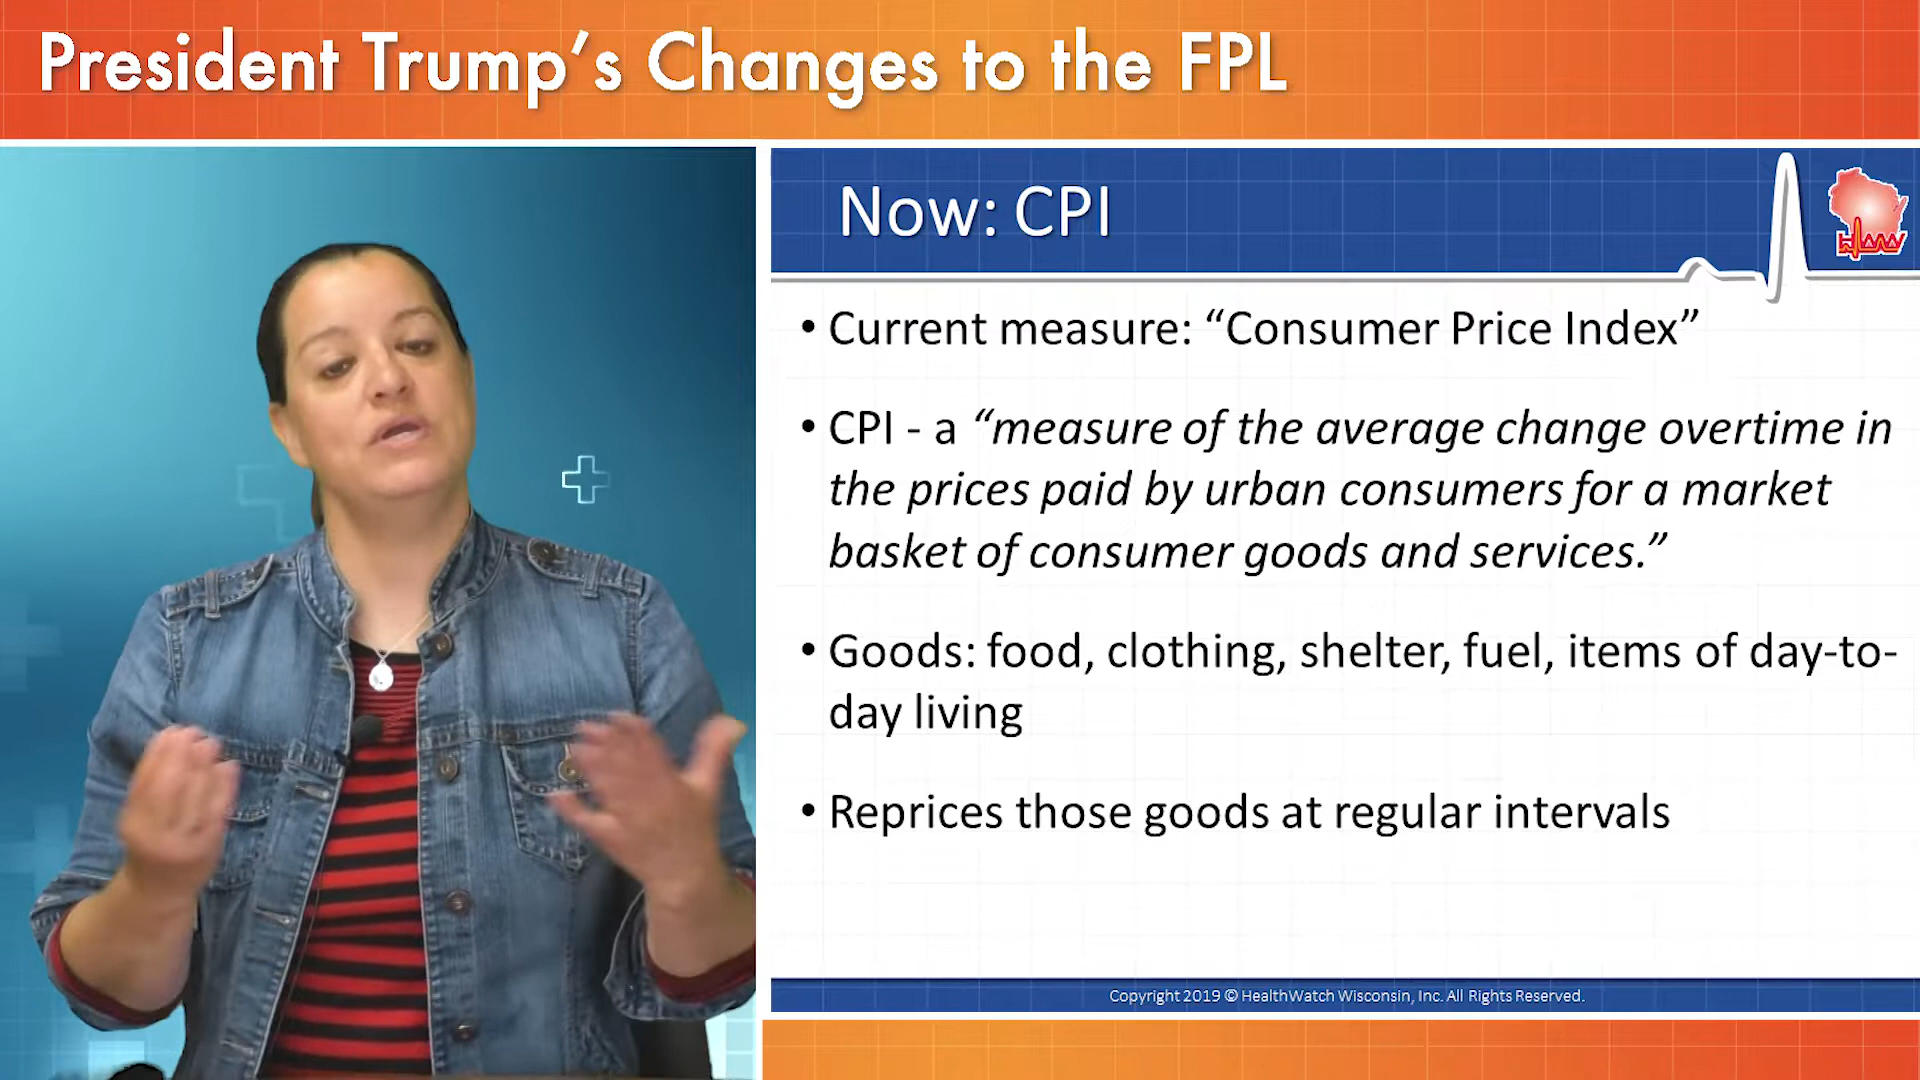 President Trump’s Changes to the FPL
Now: CPI
• Current measure: “Consumer Price Index”
• CPI - a “measure of the average change overtime in
the prices paid by urban consumers for a market
basket of consumer goods and services.”
• Goods: food, clothing, shelter, fuel, items of day-to-
day living
• Reprices those goods at regular intervals
Copyright 2019 © HealthWatch Wisconsin, Inc. All Rights Reserved.